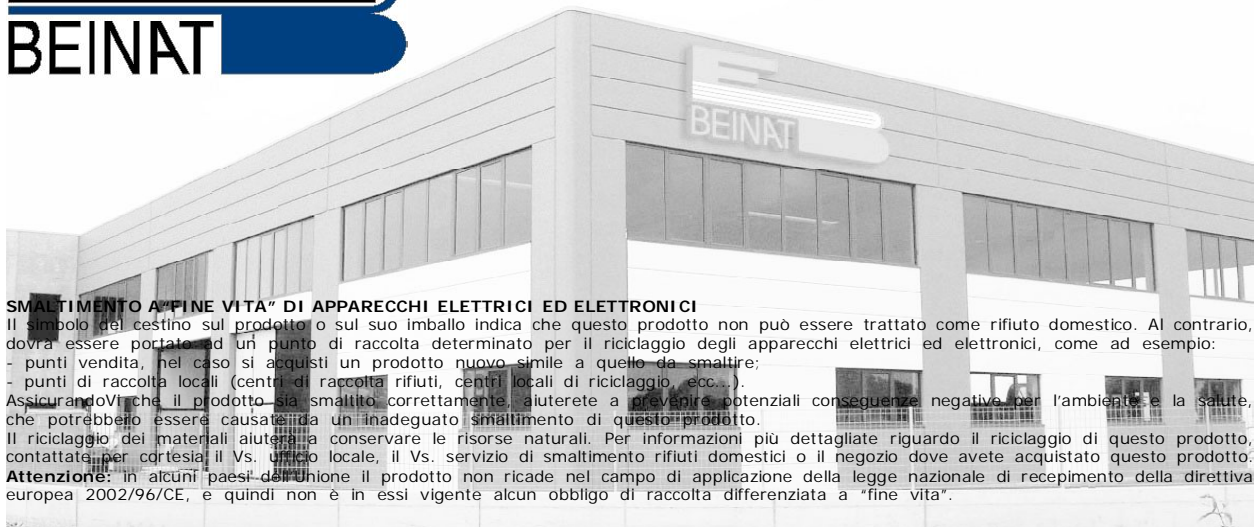 BEINAT
BEINAT
SMALTIMENTO A“FINE VITA” DI APPARECCHI ELETTRICI ED ELETTRONICI
Il simbolo del cestino sul prodotto o sul suo imballo indica che questo prodotto non può essere trattato come rifiuto domestico. Al contrario,
dovrà essere portato ad un punto di raccolta determinato per il riciclaggio degli apparecchi elettrici ed elettronici, come ad esempio:
- punti vendita, nel caso si acquisti un prodotto nuovo simile a quello da smaltire;
- punti di raccolta locali (centri di raccolta rifiuti, centri locali di riciclaggio, ecc...).
AssicurandoVi che il prodotto sia smaltito correttamente, aiuterete a prevenire potenziali conseguenze negative per l’ambiente e la salute,
che potrebbero essere causate da un inadeguato smaltimento di questo prodotto.
Il riciclaggio dei materiali aiuterà a conservare le risorse naturali. Per informazioni più dettagliate riguardo il riciclaggio di questo prodotto,
contattate per cortesia il Vs. ufficio locale, il Vs. servizio di smaltimento rifiuti domestici o il negozio dove avete acquistato questo prodotto.
Attenzione: in alcuni paesi dell’Unione il prodotto non ricade nel campo di applicazione della legge nazionale di recepimento della direttiva
europea 2002/96/CE, e quindi non è in essi vigente alcun obbligo di raccolta differenziata a “fine vita”.